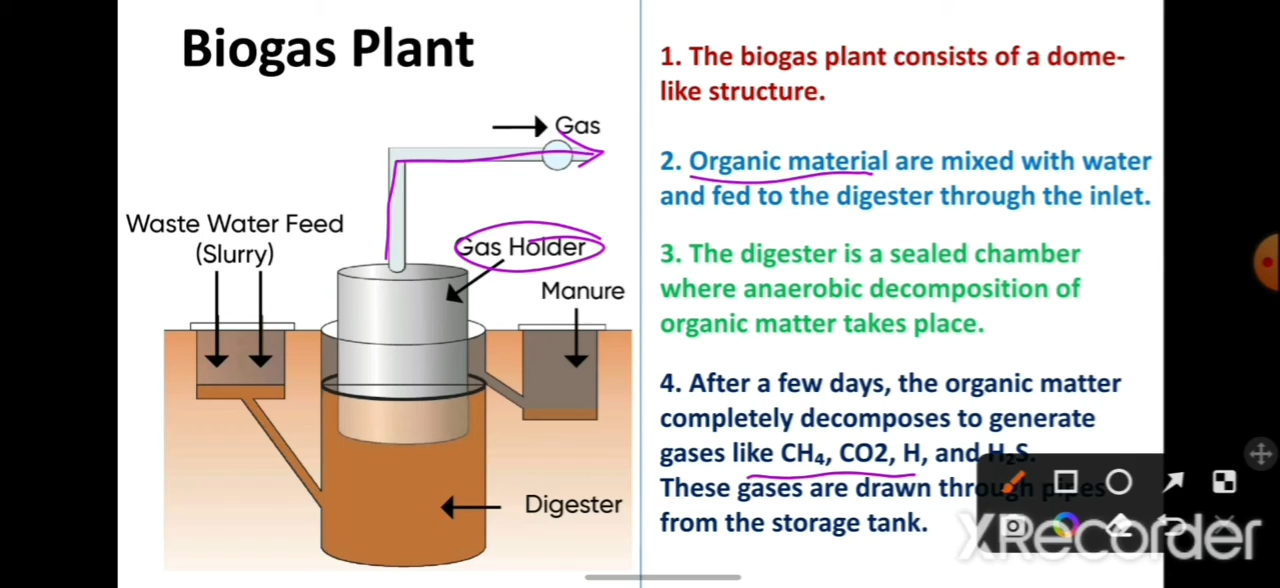 Biogas Plant
Gas
Waste Water Feed
(Slurry)
Gas Holder
Manure
Digester
1. The biogas plant consists of a dome-
like structure.
2. Organic material are mixed with water
and fed to the digester through the inlet.
3. The digester is a sealed chamber
where anaerobic decomposition of
organic matter takes place.
4. After a few days, the organic matter
completely decomposes to generate
gases like CH₄, CO2, H, and H₂S.
These gases are drawn through pipes
from the storage tank.
XRecorder